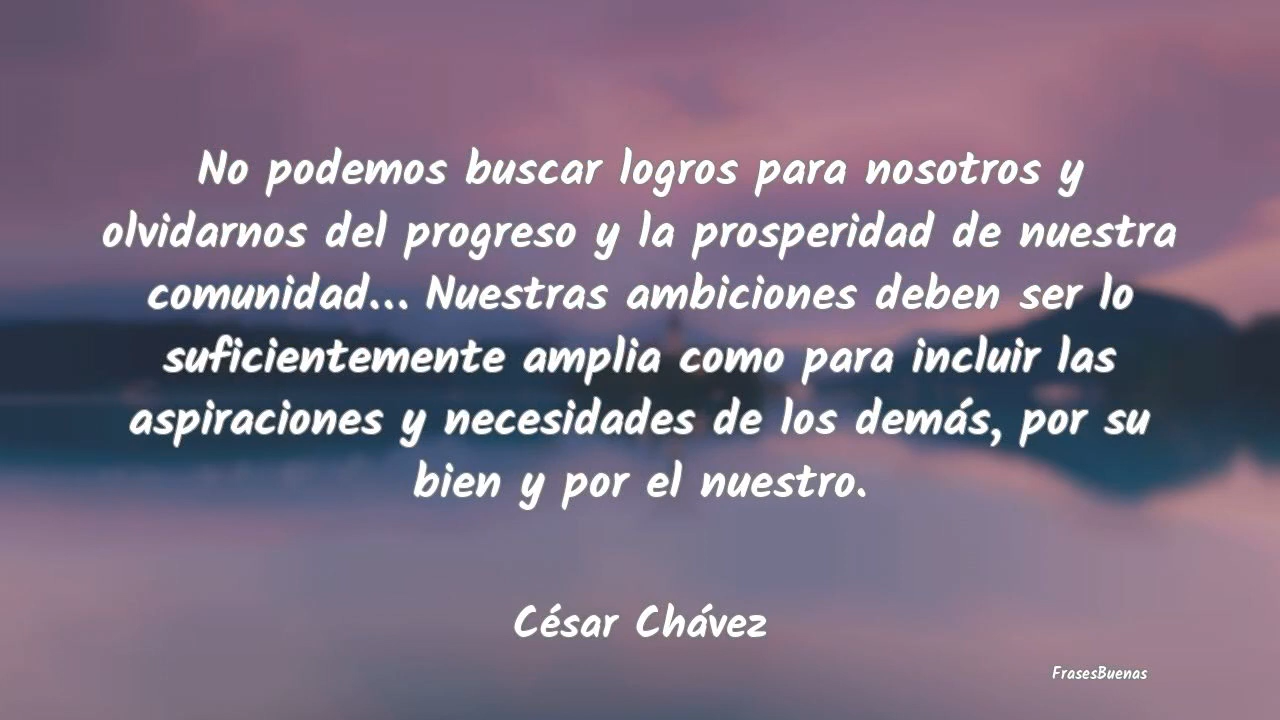 No podemos buscar logros para nosotros y
olvidarnos del progreso y la prosperidad de nuestra
comunidad... Nuestras ambiciones deben ser lo
suficientemente amplia como para incluir las
aspiraciones y necesidades de los demás, por su
bien y por el nuestro.
César Chávez
FrasesBuenas